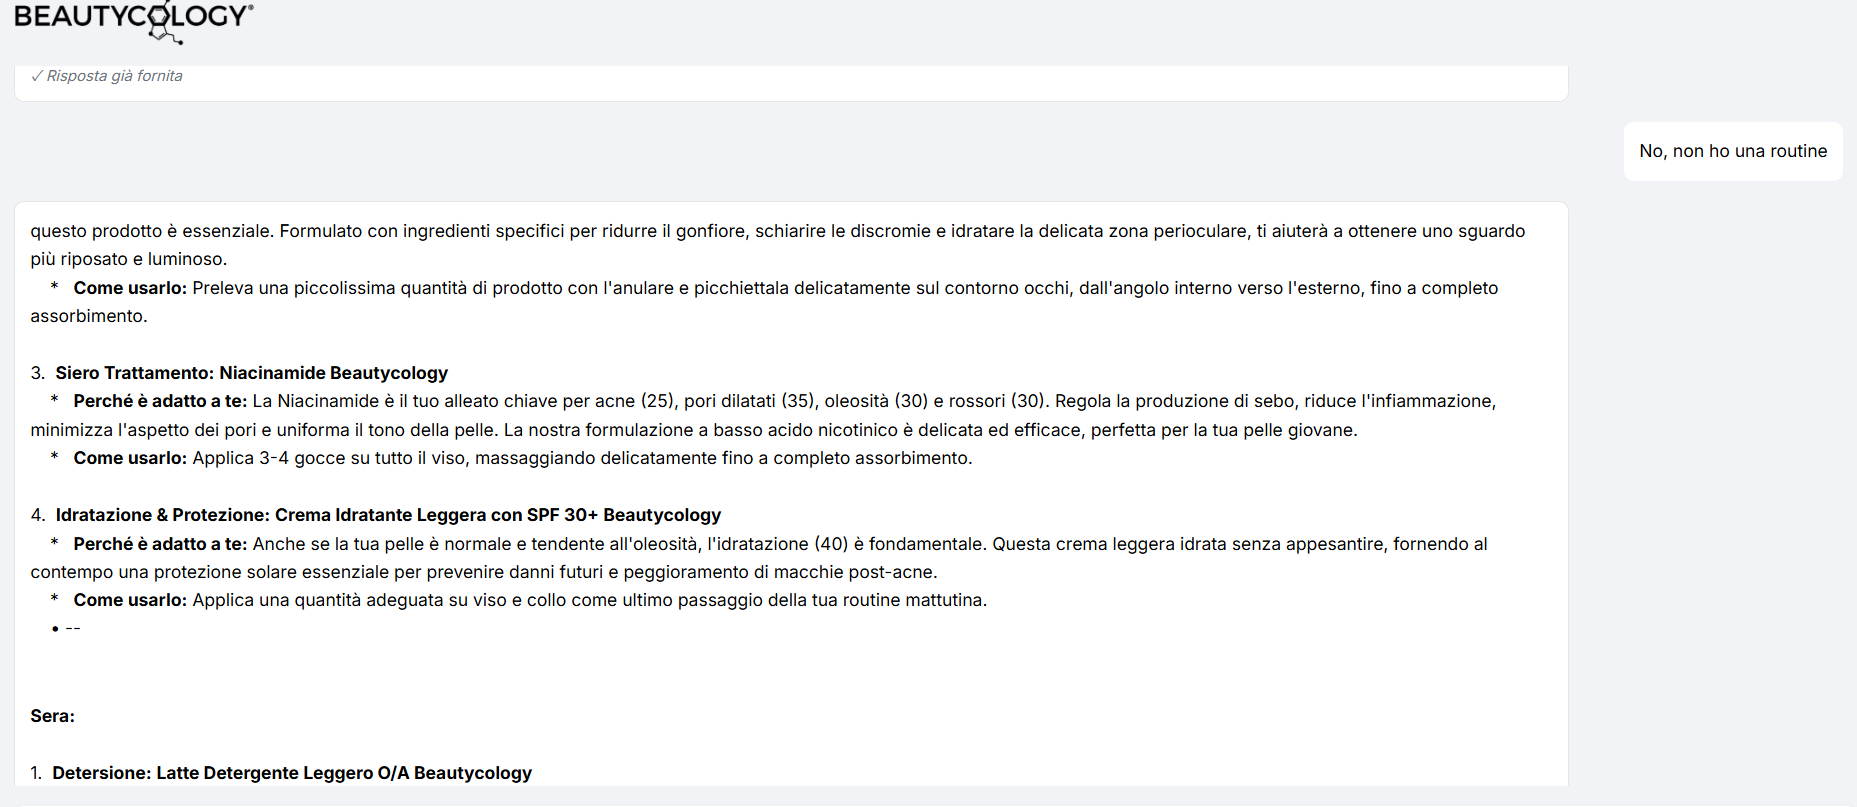 BEAUTYCOLOGY®
✓ Risposta già fornita
No, non ho una routine
questo prodotto è essenziale. Formulato con ingredienti specifici per ridurre il gonfiore, schiarire le discromie e idratare la delicata zona perioculare, ti aiuterà a ottenere uno sguardo
più riposato e luminoso.
* Come usarlo: Preleva una piccolissima quantità di prodotto con l'anulare e picchiettala delicatamente sul contorno occhi, dall'angolo interno verso l'esterno, fino a completo
assorbimento.
3. Siero Trattamento: Niacinamide Beautycology
* Perché è adatto a te: La Niacinamide è il tuo alleato chiave per acne (25), pori dilatati (35), oleosità (30) e rossori (30). Regola la produzione di sebo, riduce l'infiammazione,
minimizza l'aspetto dei pori e uniforma il tono della pelle. La nostra formulazione a basso acido nicotinico è delicata ed efficace, perfetta per la tua pelle giovane.
* Come usarlo: Applica 3-4 gocce su tutto il viso, massaggiando delicatamente fino a completo assorbimento.
4. Idratazione & Protezione: Crema Idratante Leggera con SPF 30+ Beautycology
* Perché è adatto a te: Anche se la tua pelle è normale e tendente all'oleosità, l'idratazione (40) è fondamentale. Questa crema leggera idrata senza appesantire, fornendo al
contempo una protezione solare essenziale per prevenire danni futuri e peggioramento di macchie post-acne.
* Come usarlo: Applica una quantità adeguata su viso e collo come ultimo passaggio della tua routine mattutina.
• --
Sera:
1. Detersione: Latte Detergente Leggero O/A Beautycology